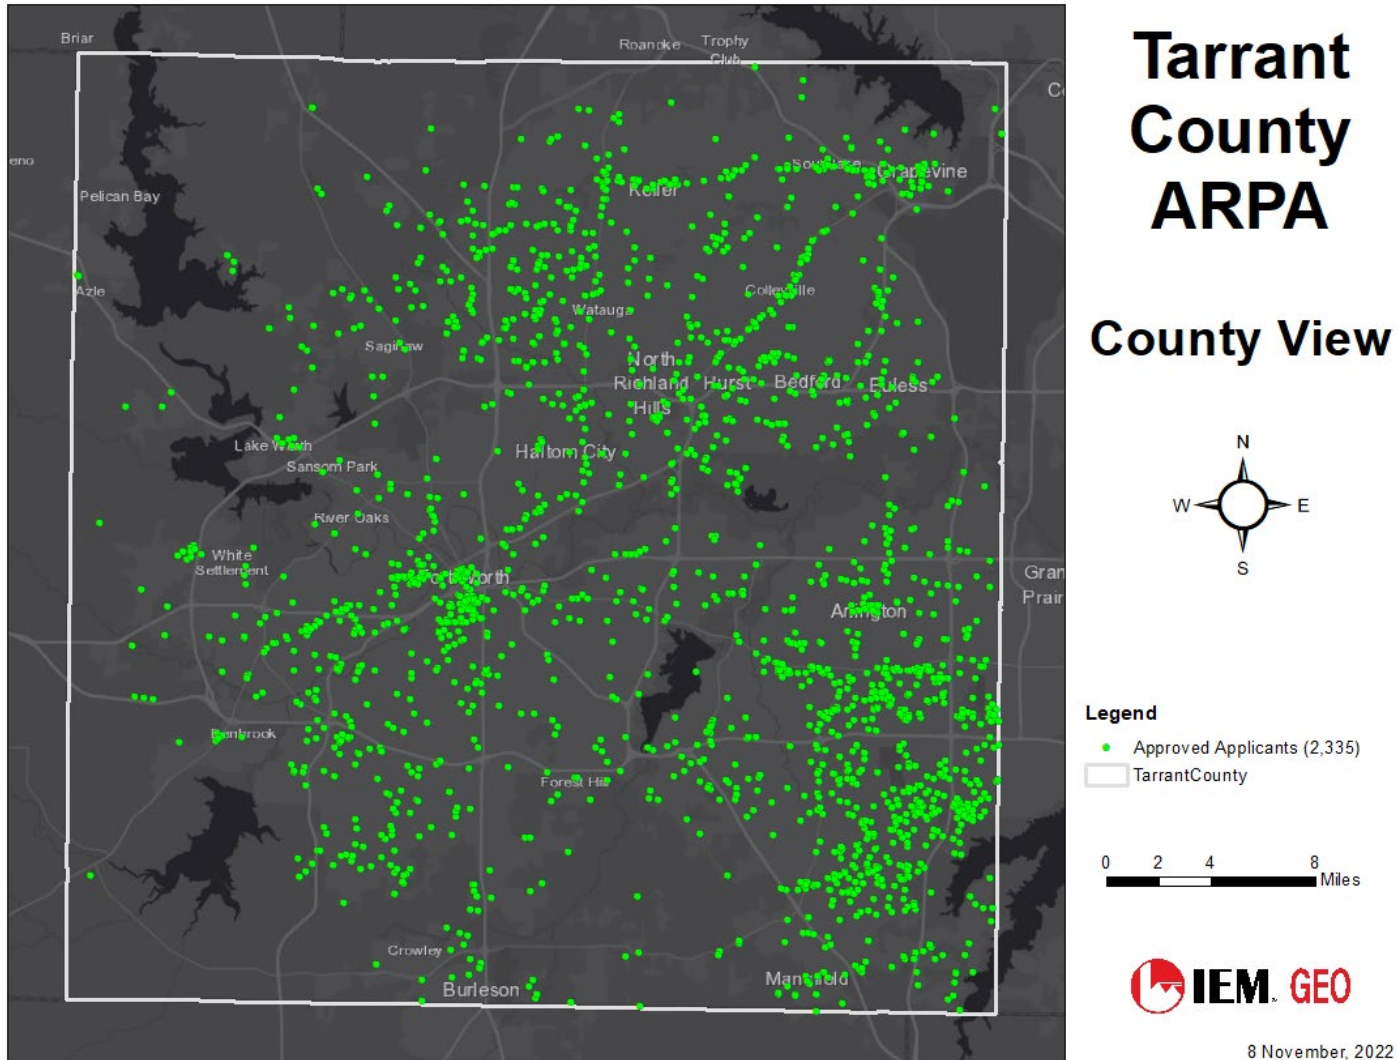 Briar
Roanoke
Trophy
Club
Tarrant
County
ARPA
County View
Pelican Bay
Southlake
Grapevine
Keller
eno
Azle
Colleyville
Watauga
Saginaw
North
Richland
Hills
Hurst
Bedford
Euless
Lake Worth
Sansom Park
Haltom City
River Oaks
White
Settlement
Fort Worth
Arlington
Gran
Prair
N
W
E
S
Benbrook
Forest Hill
Crowley
Burleson
Mansfield
Legend
Approved Applicants (2,335)
TarrantCounty
0 2 4 8
Miles
IEM GEO
8 November, 2022